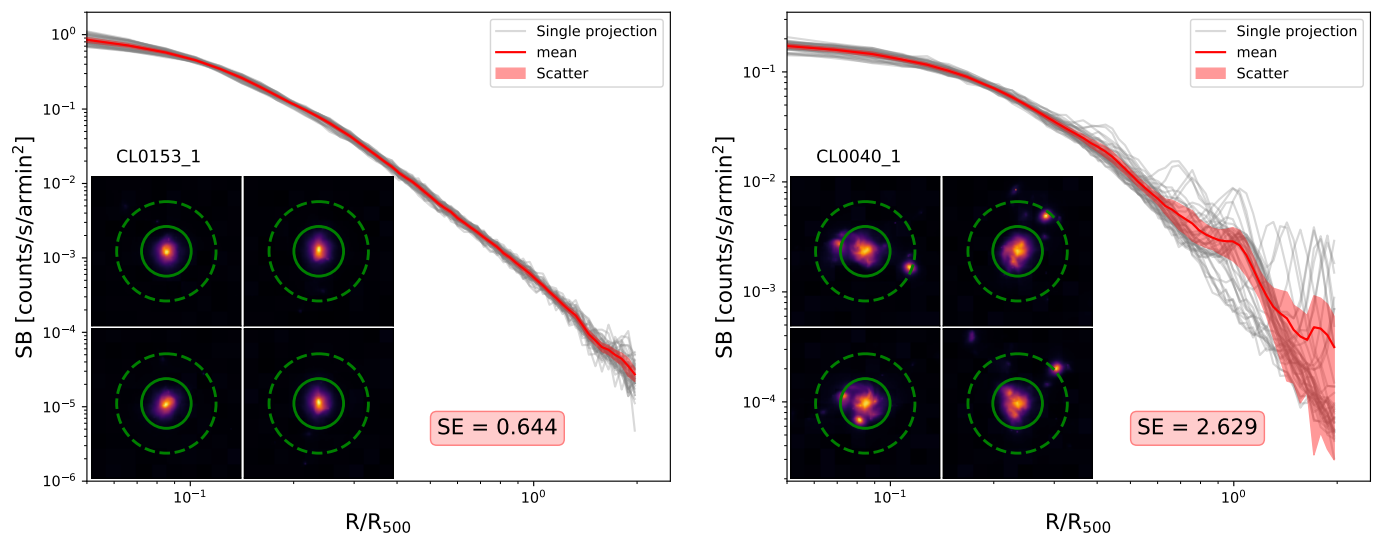 SB [counts/s/armin²]
10⁰
10⁻¹
10⁻²
10⁻³
10⁻⁴
10⁻⁵
10⁻⁶
Single projection
mean
Scatter
CL0153_1
SE = 0.644
10⁻¹
10⁰
R/R₅₀₀
SB [counts/s/armin²]
10⁻¹
10⁻²
10⁻³
10⁻⁴
Single projection
mean
Scatter
CL0040_1
SE = 2.629
10⁻¹
10⁰
R/R₅₀₀